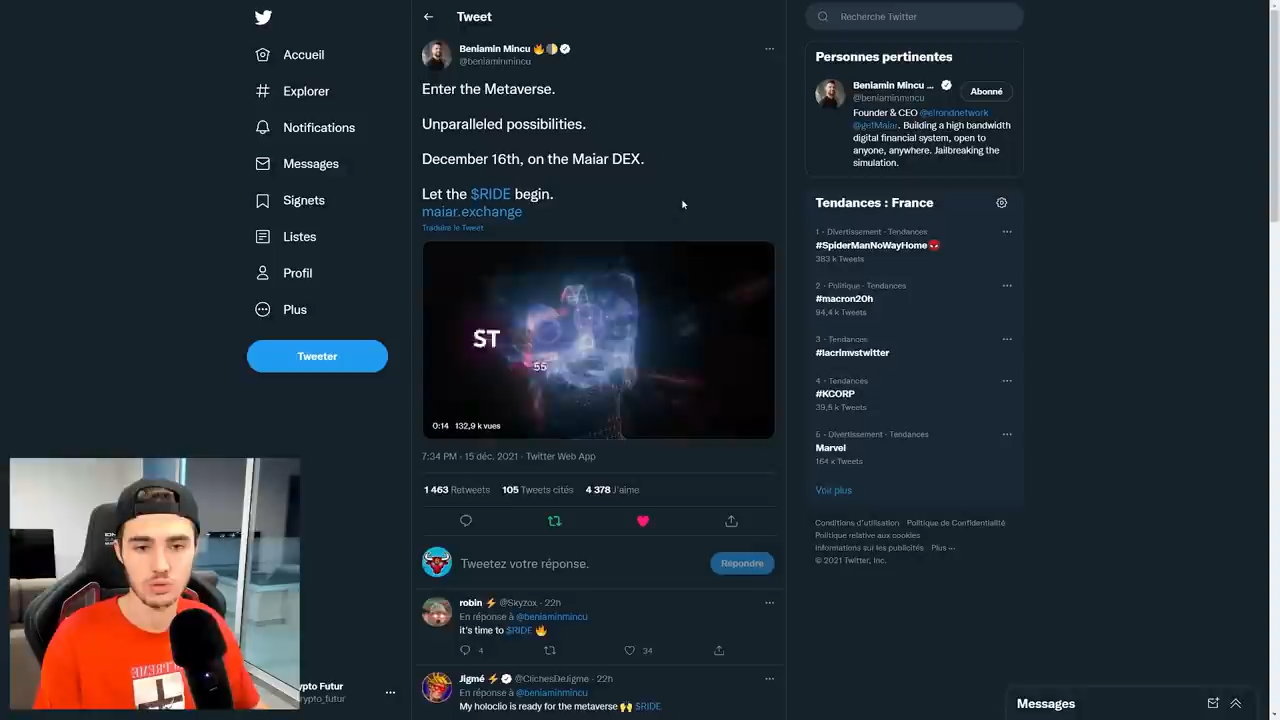 Accueil
Explorer
Notifications
Messages
Signets
Listes
Profil
Plus
Tweeter
Tweet
Beniamin Mincu
@beniaminmincu
Enter the Metaverse.
Unparalleled possibilities.
December 16th, on the Maiar DEX.
Let the $RIDE begin.
maiar.exchange
Traduire le Tweet
ST
55
0:14 132,9 k vues
7:34 PM · 15 déc. 2021 · Twitter Web App
1 463 Retweets 105 Tweets cités 4 378 J'aime
Tweetez votre réponse.
Répondre
robin ⚡ @Skyzox · 22h
En réponse à @beniaminmincu
it's time to $RIDE 🔥
4
34
Jigmé ⚡ @ClichesDeJigme · 22h
En réponse à @beniaminmincu
My holoclio is ready for the metaverse 🙌 $RIDE
Recherche Twitter
Personnes pertinentes
Beniamin Mincu ...
@beniaminmincu
Abonné
Founder & CEO @elrondnetwork
@getMaiar. Building a high bandwidth
digital financial system, open to
anyone, anywhere. Jailbreaking the
simulation.
Tendances : France
1 · Divertissement · Tendances
#SpiderManNoWayHome
383 k Tweets
2 · Politique · Tendances
#macron20h
94,4 k Tweets
3 · Tendances
#lacrimvstwitter
4 · Tendances
#KCORP
39,5 k Tweets
5 · Divertissement · Tendances
Marvel
164 k Tweets
Voir plus
Conditions d'utilisation Politique de Confidentialité
Politique relative aux cookies
Informations sur les publicités Plus ···
© 2021 Twitter, Inc.
Messages
ypto Futur
rypto_futur